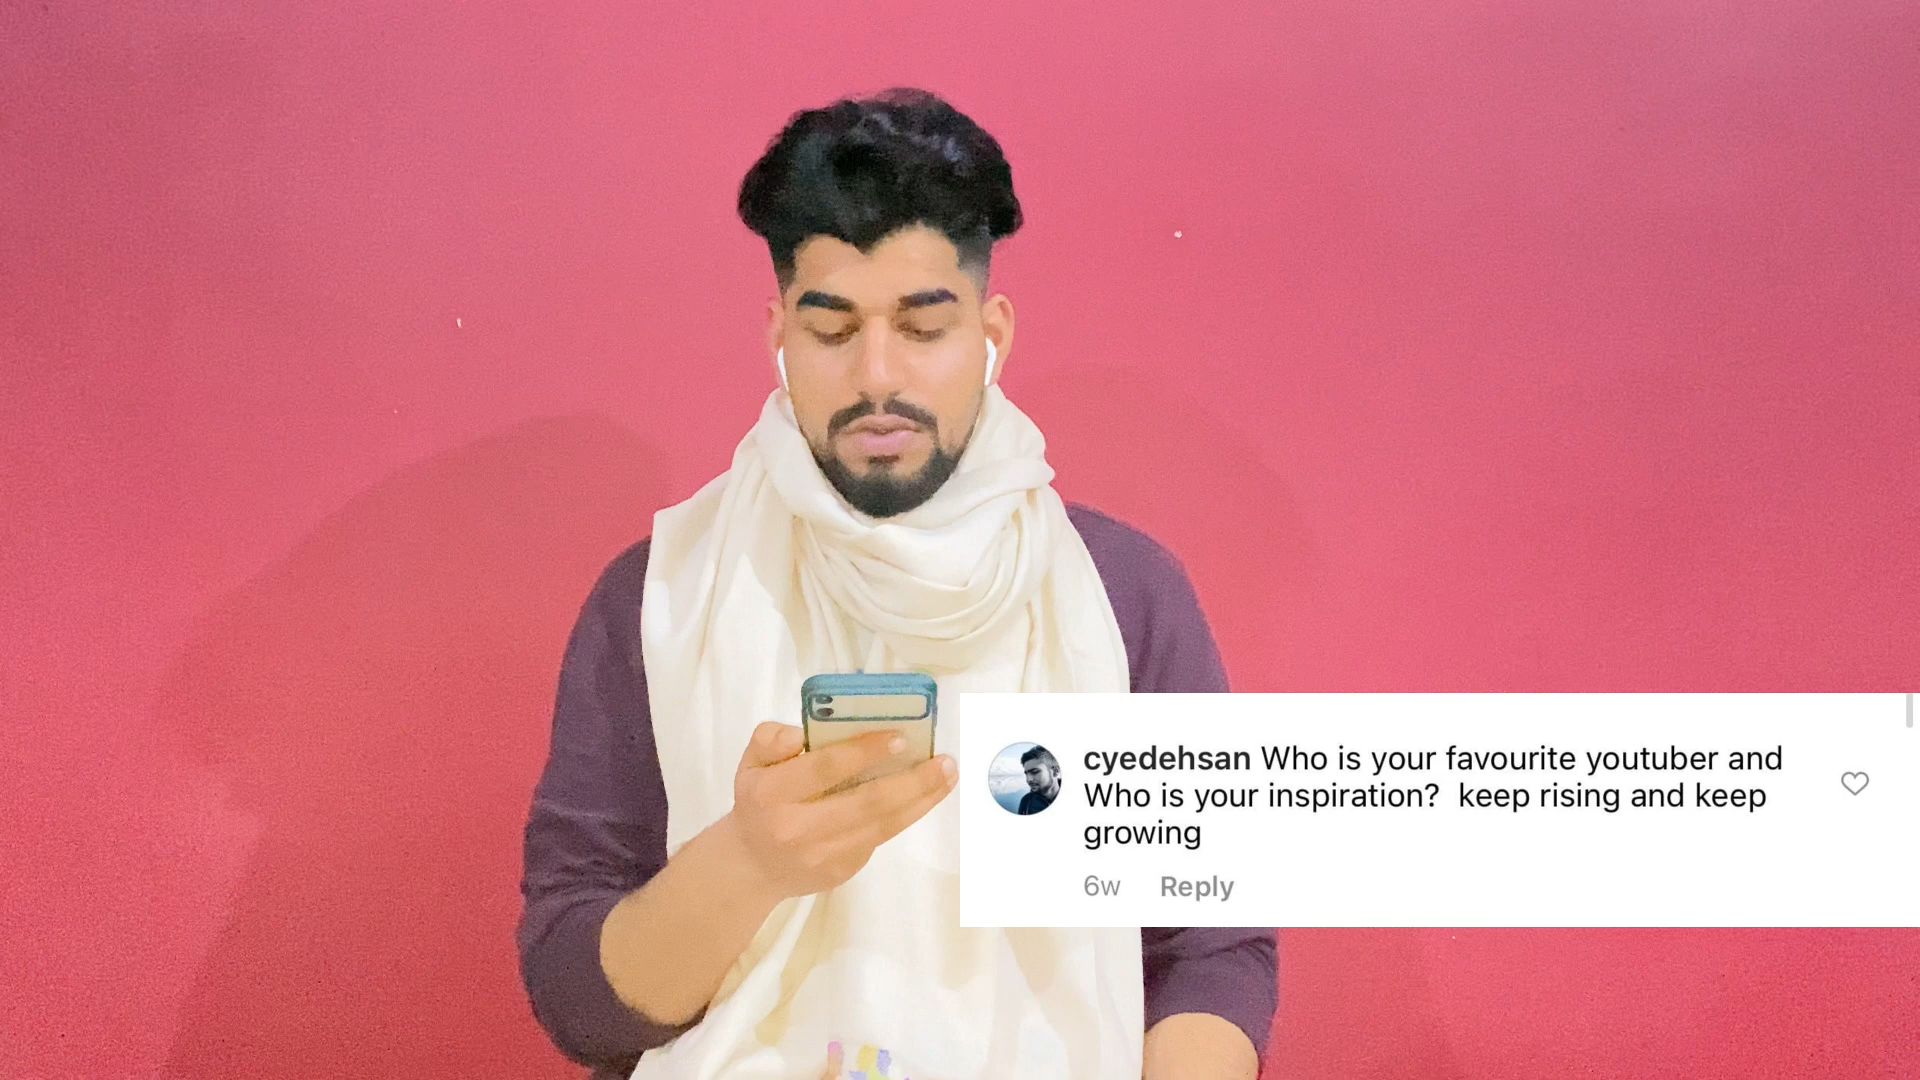 cyedehsan Who is your favourite youtuber and
Who is your inspiration?  keep rising and keep
growing
6w Reply